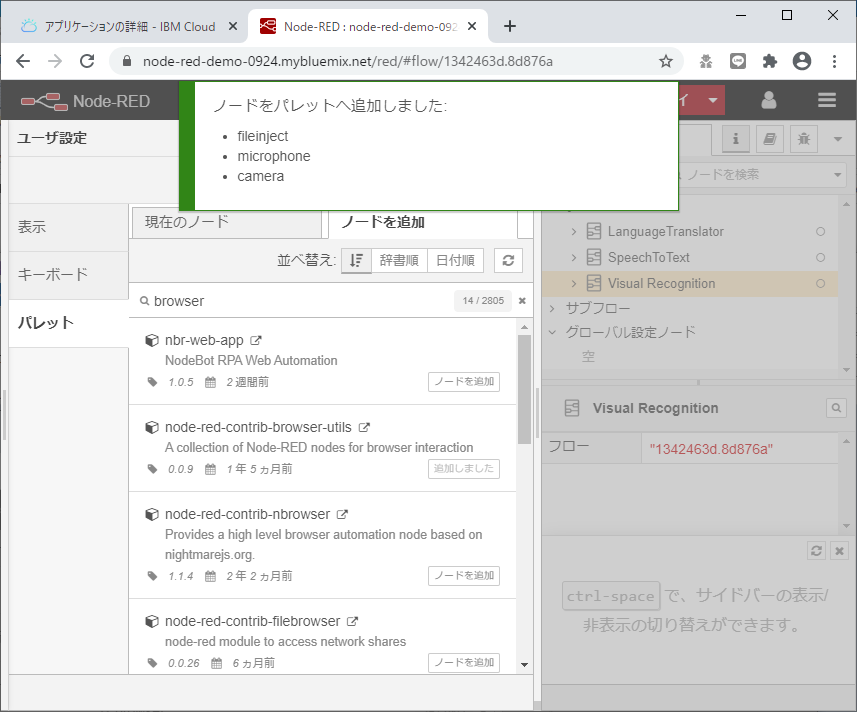 アプリケーションの詳細 - IBM Cloud
Node-RED : node-red-demo-092
node-red-demo-0924.mybluemix.net/red/#flow/1342463d.8d876a
Node-RED
イ
ノードをパレットへ追加しました:
fileinject
microphone
camera
ユーザ設定
表示
キーボード
パレット
現在のノード
ノードを追加
並べ替え:
辞書順
日付順
browser
14 / 2805
nbr-web-app
NodeBot RPA Web Automation
1.0.5
2 週間前
ノードを追加
node-red-contrib-browser-utils
A collection of Node-RED nodes for browser interaction
0.0.9
1 年 5 ヵ月前
追加しました
node-red-contrib-nbrowser
Provides a high level browser automation node based on
nightmarejs.org.
1.1.4
2 年 2 ヵ月前
ノードを追加
node-red-contrib-filebrowser
node-red module to access network shares
0.0.26
6 ヵ月前
ノードを追加
ノードを検索
LanguageTranslator
SpeechToText
Visual Recognition
サブフロー
グローバル設定ノード
空
Visual Recognition
フロー
"1342463d.8d876a"
ctrl-space で、サイドバーの表示/
非表示の切り替えができます。